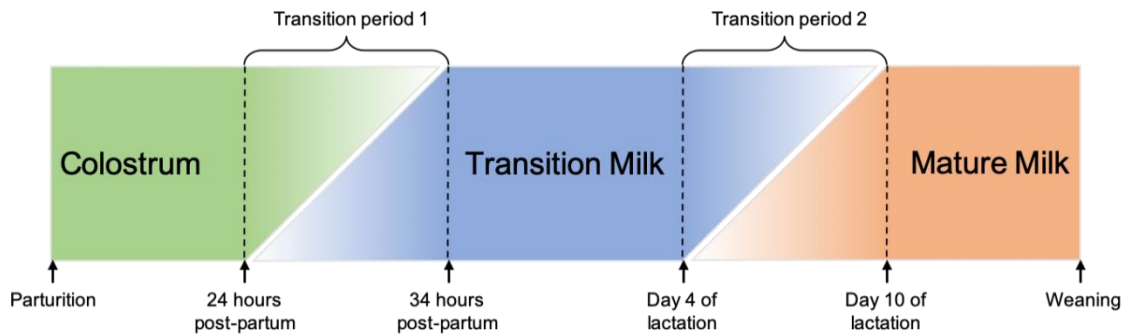 Transition period 1
Transition period 2
Colostrum
Transition Milk
Mature Milk
Parturition
24 hours
post-partum
34 hours
post-partum
Day 4 of
lactation
Day 10 of
lactation
Weaning